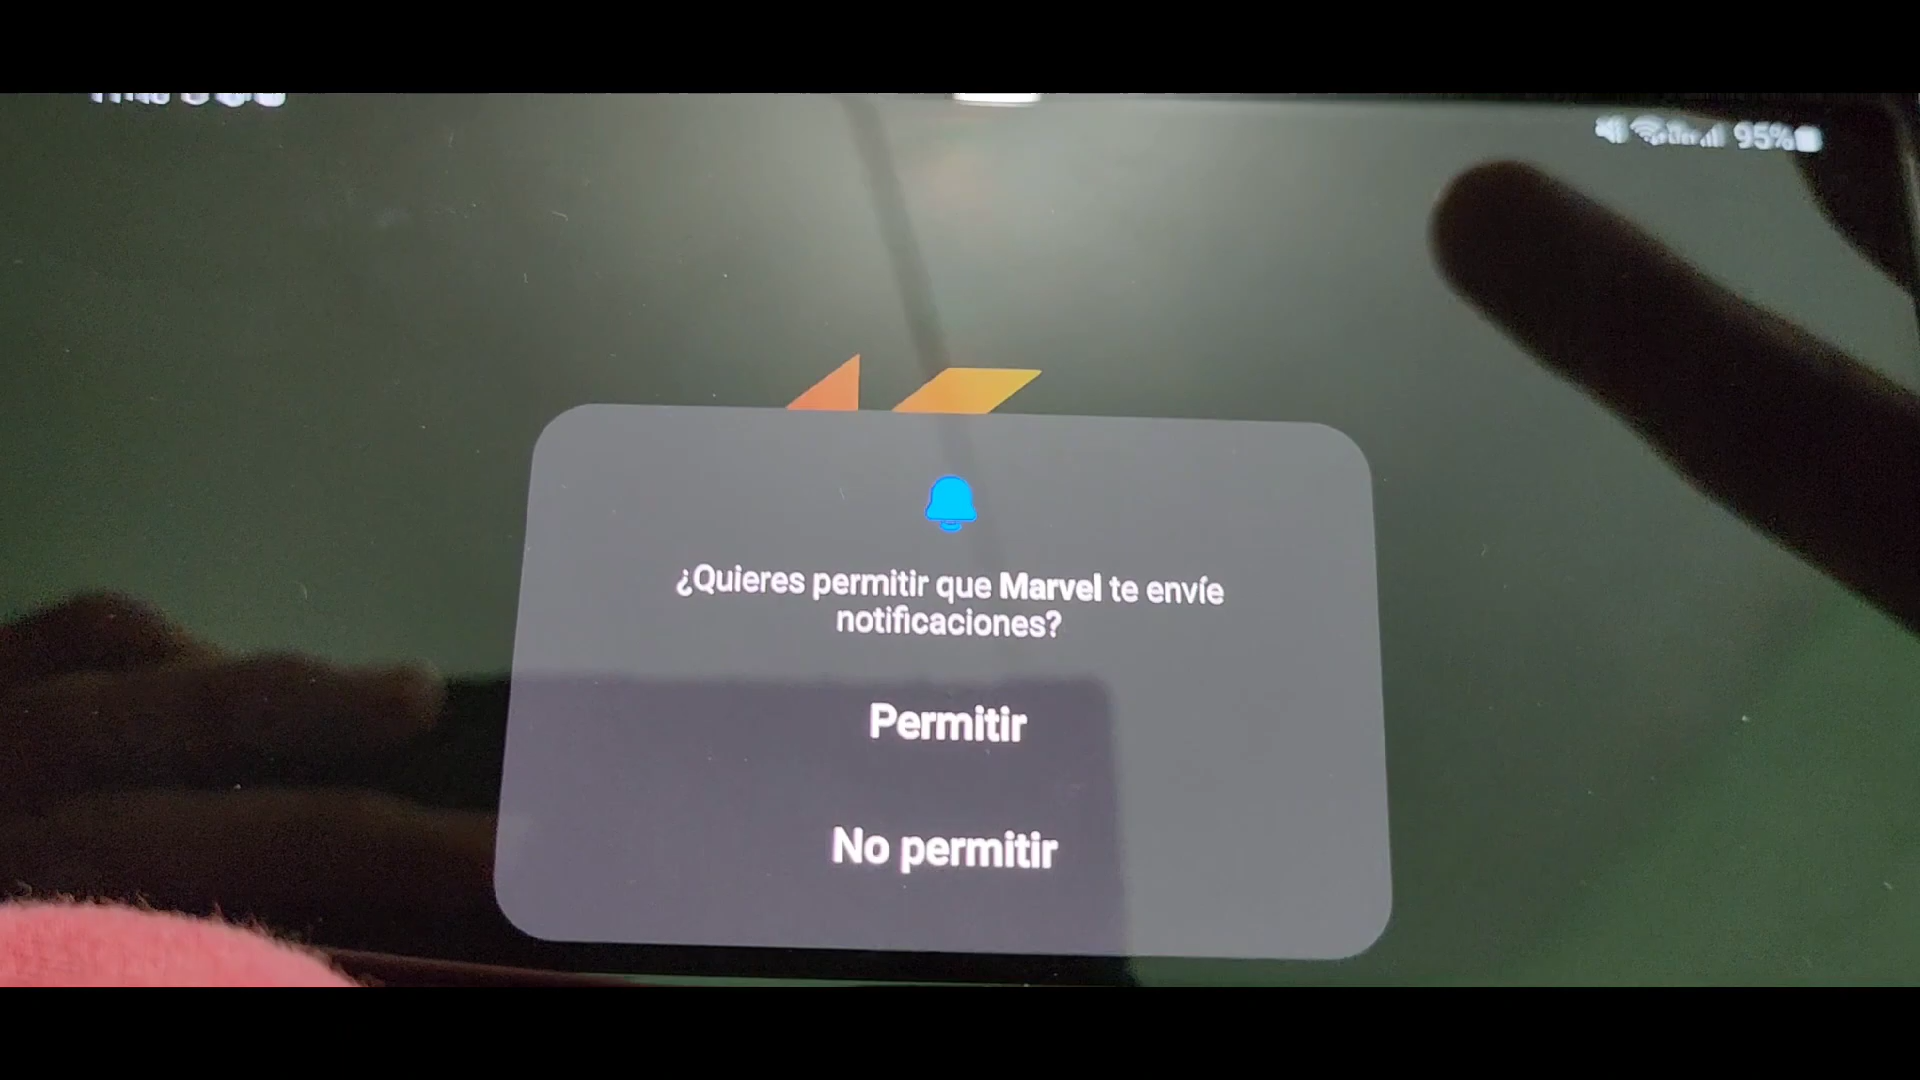 95%
¿Quieres permitir que Marvel te envíe
notificaciones?
Permitir
No permitir